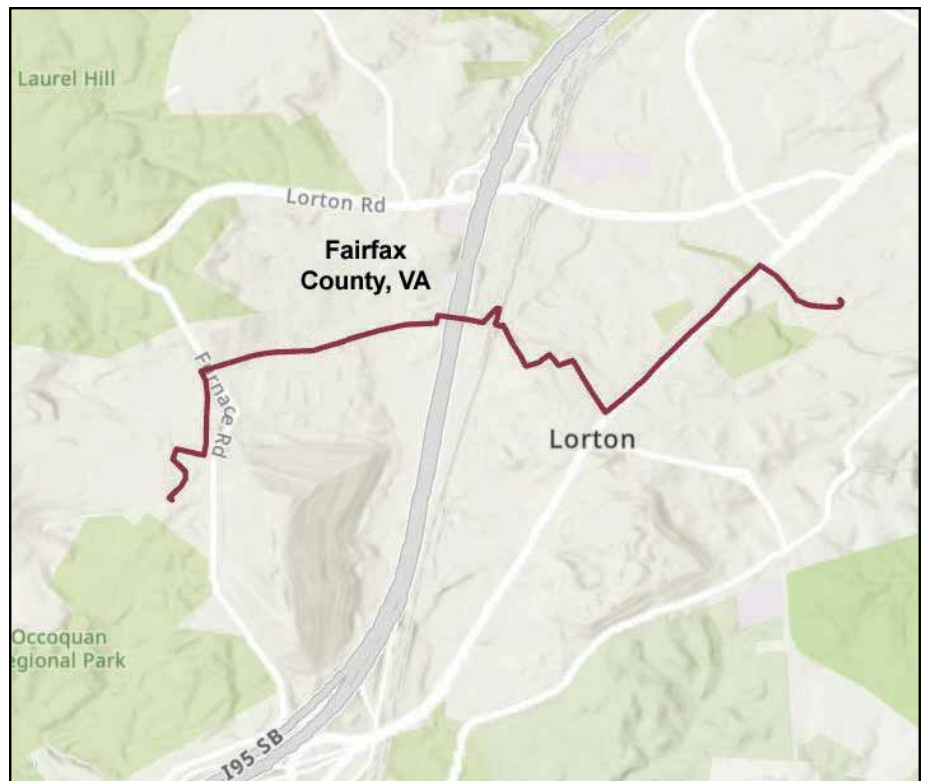 Laurel Hill
Lorton Rd
Fairfax
County, VA
Furnace Rd
Lorton
Occoquan
egional Park
I95 SB